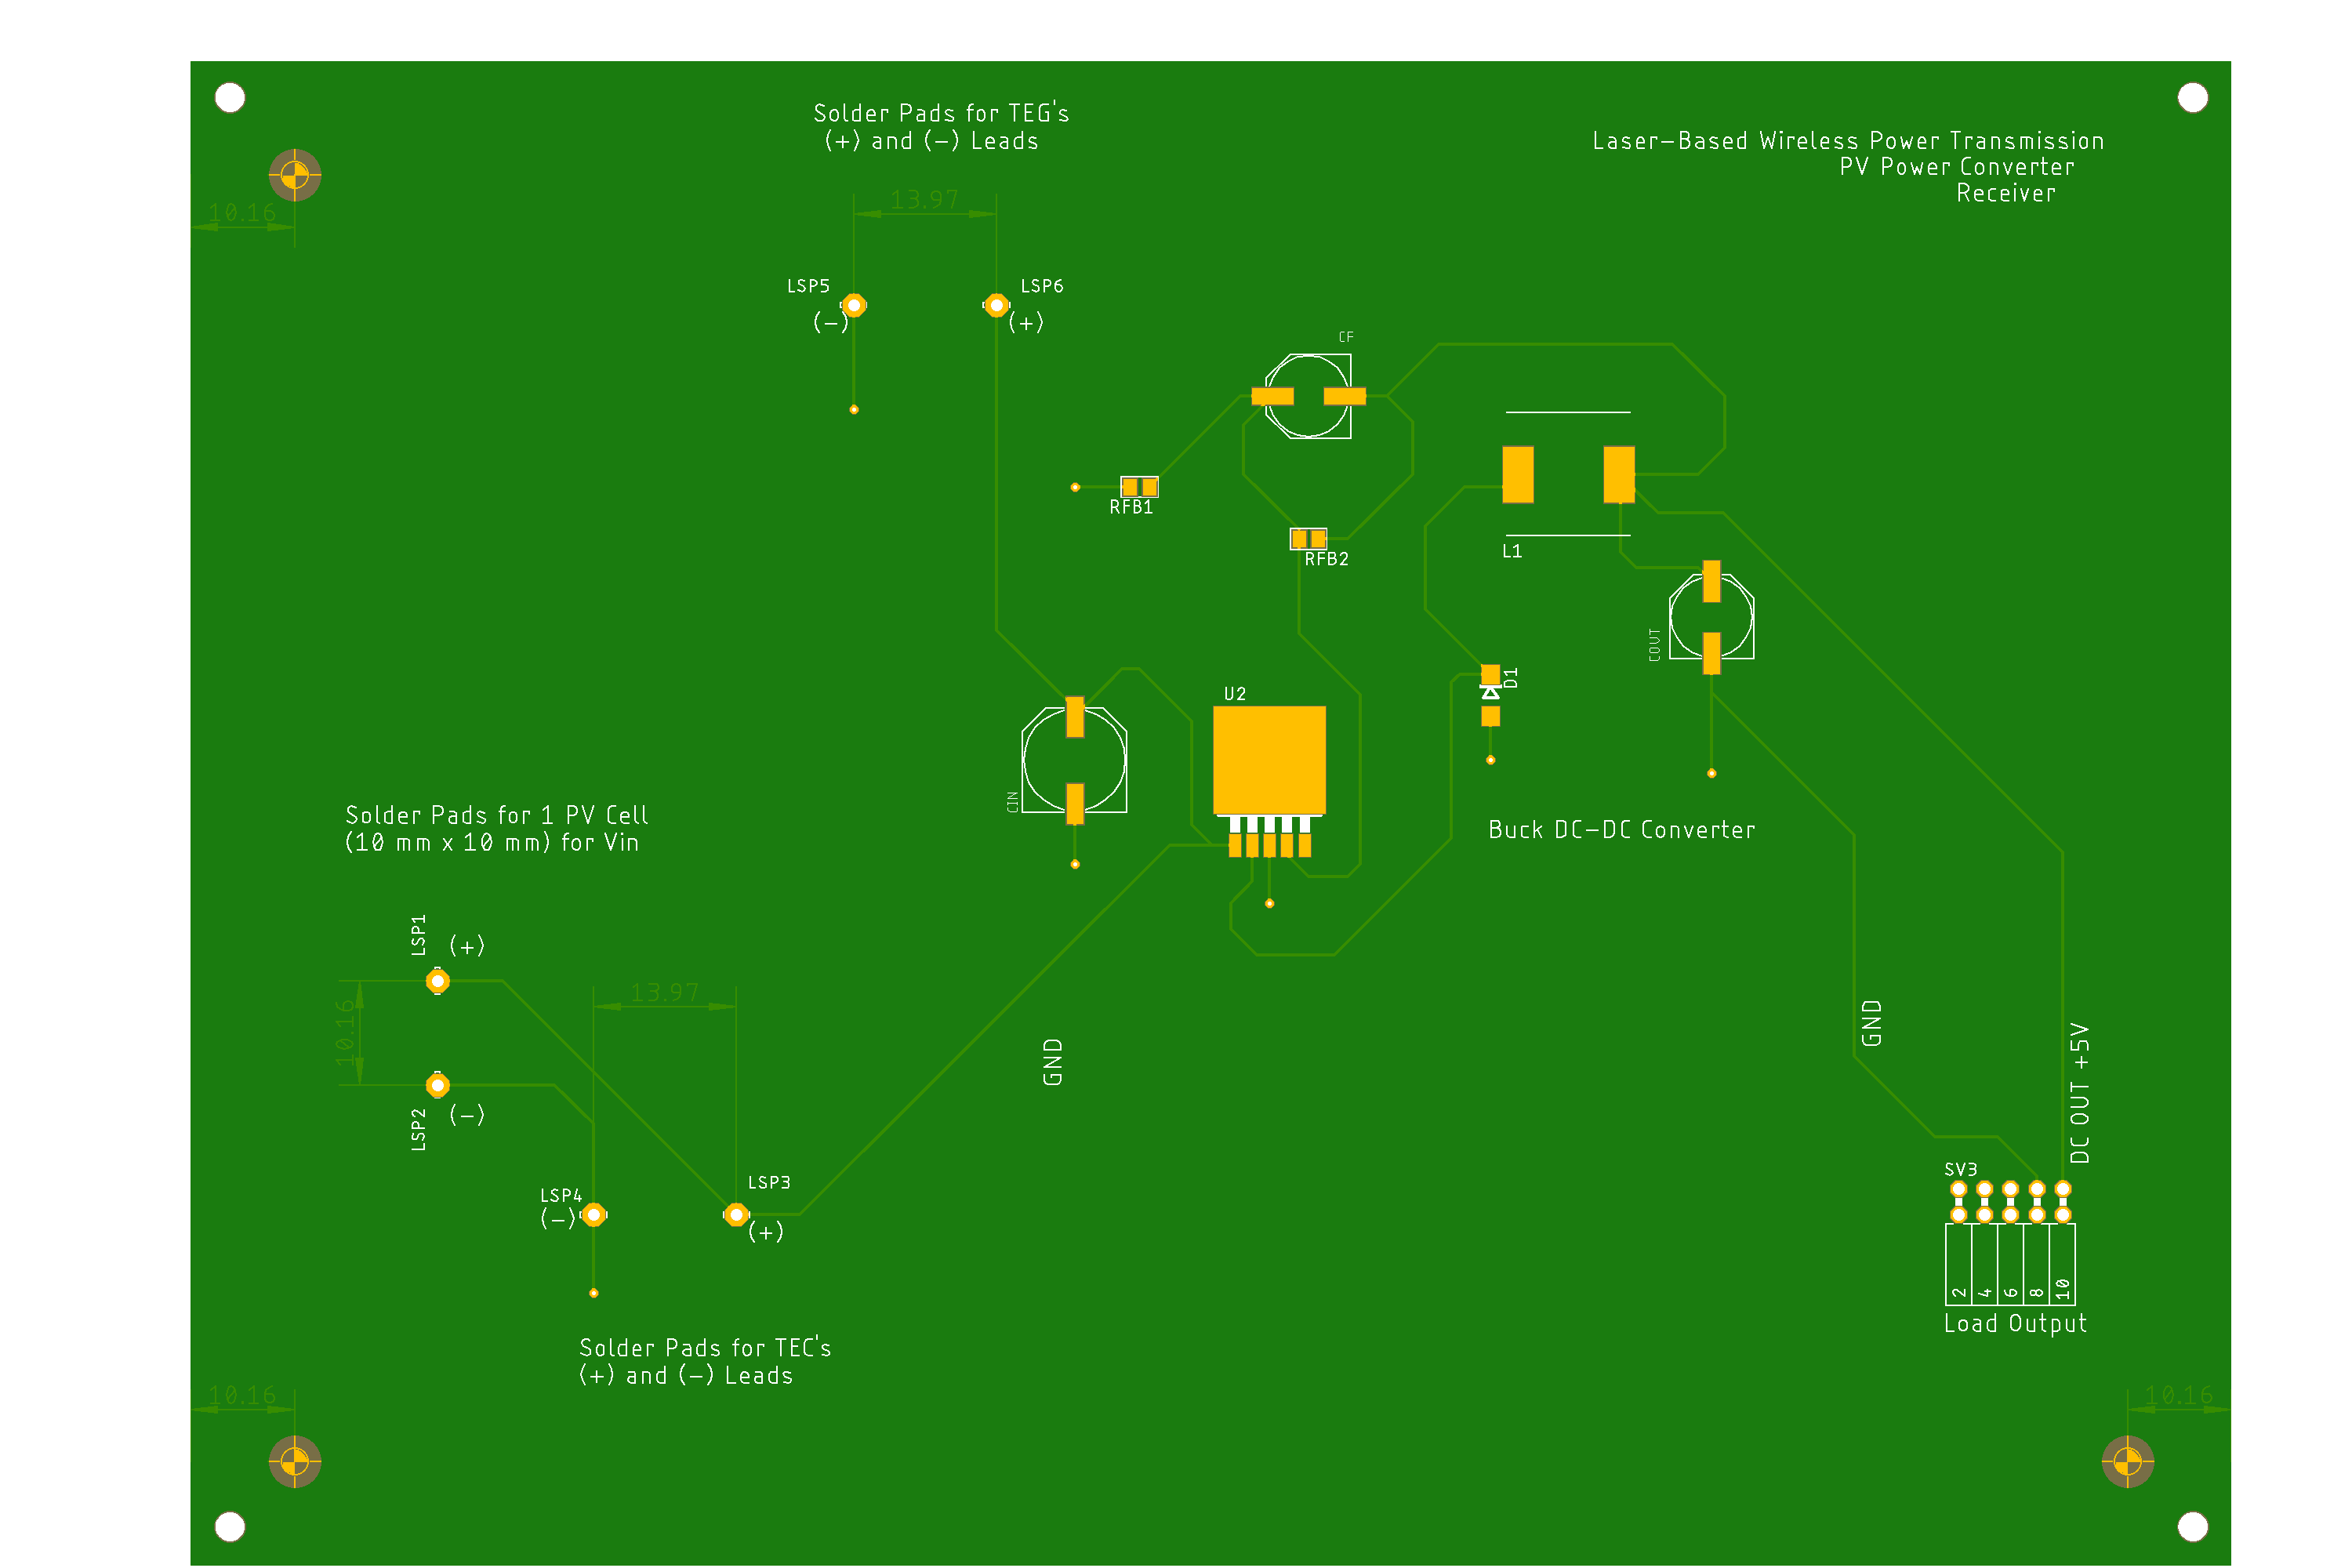 Solder Pads for TEG's
(+) and (-) Leads
Laser-Based Wireless Power Transmission
PV Power Converter
Receiver
13.97
10.16
LSP5
LSP6
(-)
(+)
CF
RFB1
RFB2
L1
COUT
D1
U2
CIN
Solder Pads for 1 PV Cell
(10 mm x 10 mm) for Vin
Buck DC-DC Converter
LSP1
(+)
13.97
10.16
GND
GND
DC OUT +5V
LSP2
(-)
SV3
LSP4
(-)
LSP3
(+)
2
4
6
8
10
Load Output
Solder Pads for TEC's
(+) and (-) Leads
10.16
10.16